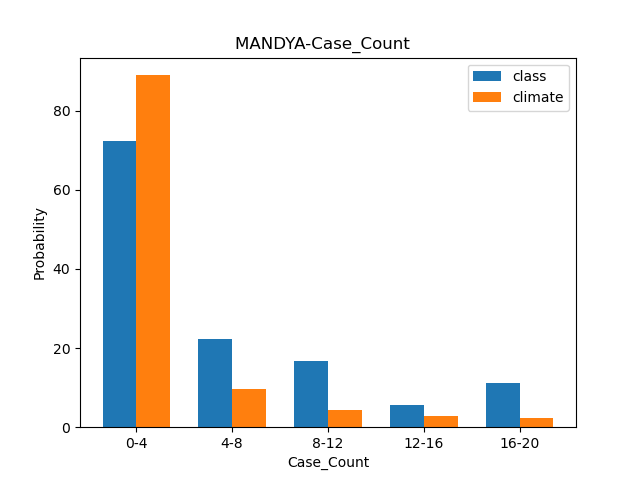 MANDYA-Case_Count
class
climate
Probability
80
60
40
20
0
0-4 4-8 8-12 12-16 16-20
Case_Count